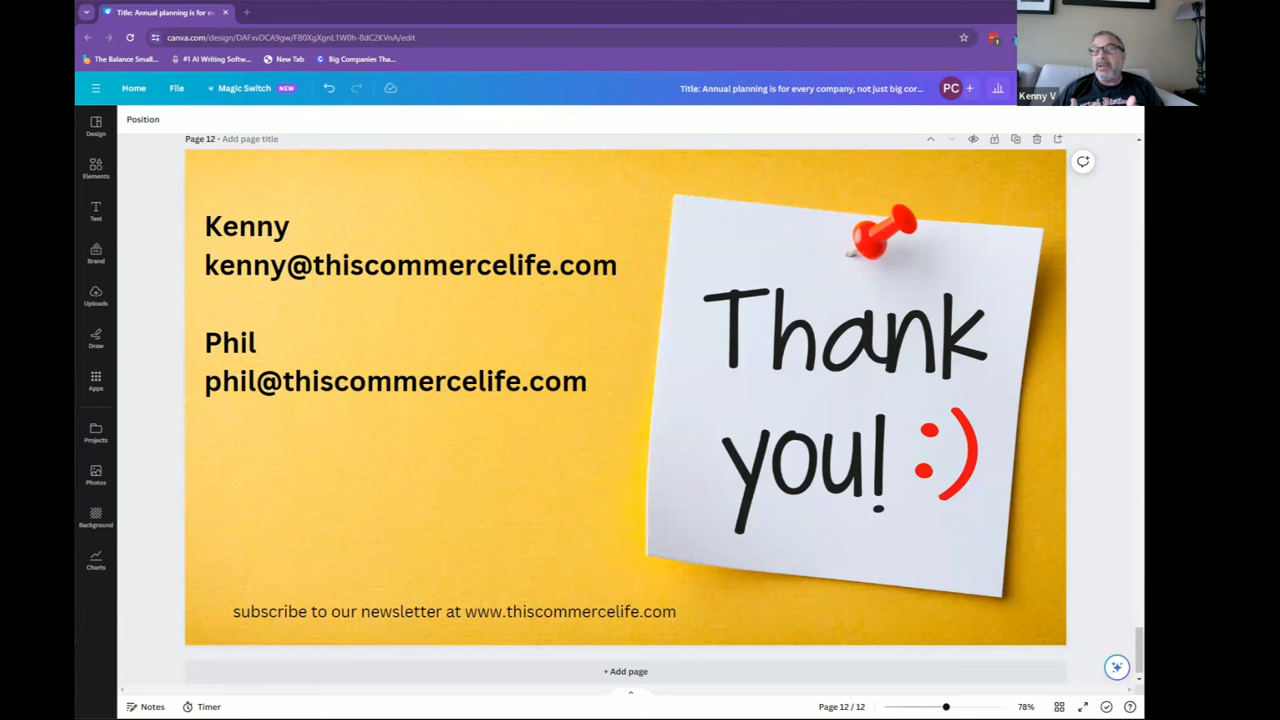 Title: Annual planning is for ev
canva.com/design/DAFxvDCA9gw/F80XgXgnL1W0h-8dC2KVnA/edit
The Balance Small...
#1 AI Writing Softw...
New Tab
Big Companies Tha...
Home
File
Magic Switch
NEW
Title: Annual planning is for every company, not just big cor...
PC
Kenny V
Position
Page 12 - Add page title
Design
Elements
Text
Brand
Uploads
Draw
Apps
Projects
Photos
Background
Charts
Kenny
kenny@thiscommercelife.com
Phil
phil@thiscommercelife.com
Thank
you! :)
subscribe to our newsletter at www.thiscommercelife.com
+ Add page
Notes
Timer
Page 12 / 12
78%